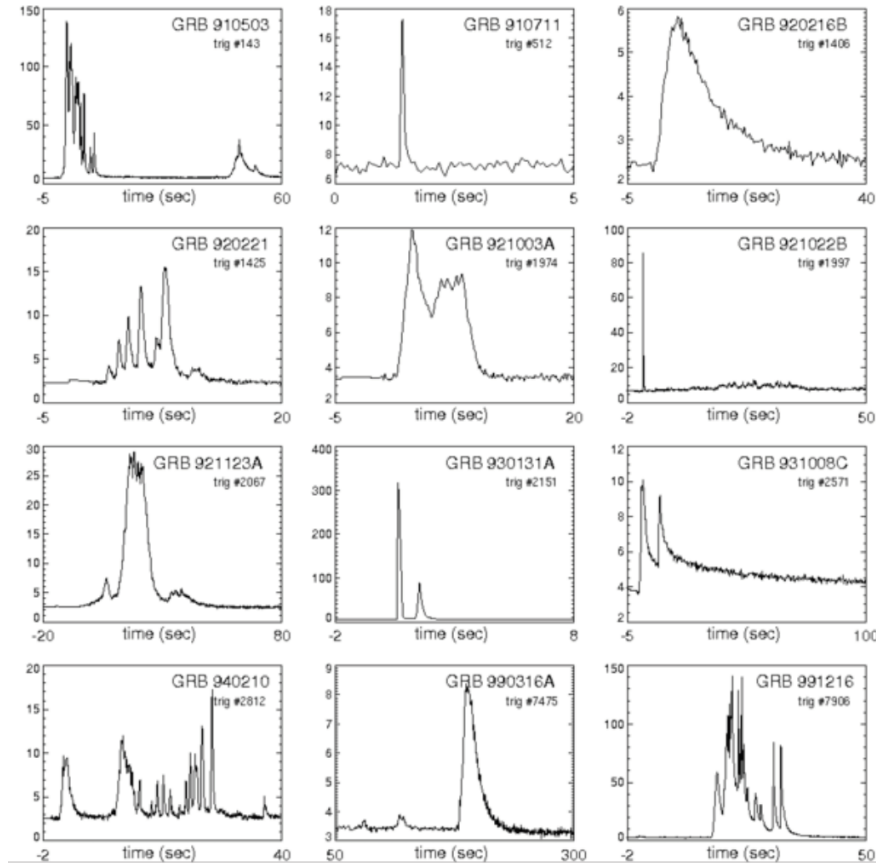 GRB 910503
trig #143
150
100
50
0
-5
time (sec)
60
GRB 910711
trig #512
18
16
14
12
10
8
6
0
time (sec)
5
GRB 920216B
trig #1406
6
5
4
3
2
-5
time (sec)
40
GRB 920221
trig #1425
20
15
10
5
0
-5
time (sec)
20
GRB 921003A
trig #1974
12
10
8
6
4
2
-5
time (sec)
20
GRB 921022B
trig #1997
100
80
60
40
20
0
-2
time (sec)
50
GRB 921123A
trig #2067
30
25
20
15
10
5
0
-20
time (sec)
80
GRB 930131A
trig #2151
400
300
200
100
0
-2
time (sec)
8
GRB 931008C
trig #2571
12
10
8
6
4
2
-5
time (sec)
100
GRB 940210
trig #2812
20
15
10
5
0
-2
time (sec)
40
GRB 990316A
trig #7475
9
8
7
6
5
4
3
50
time (sec)
300
GRB 991216
trig #7906
150
100
50
0
-2
time (sec)
50